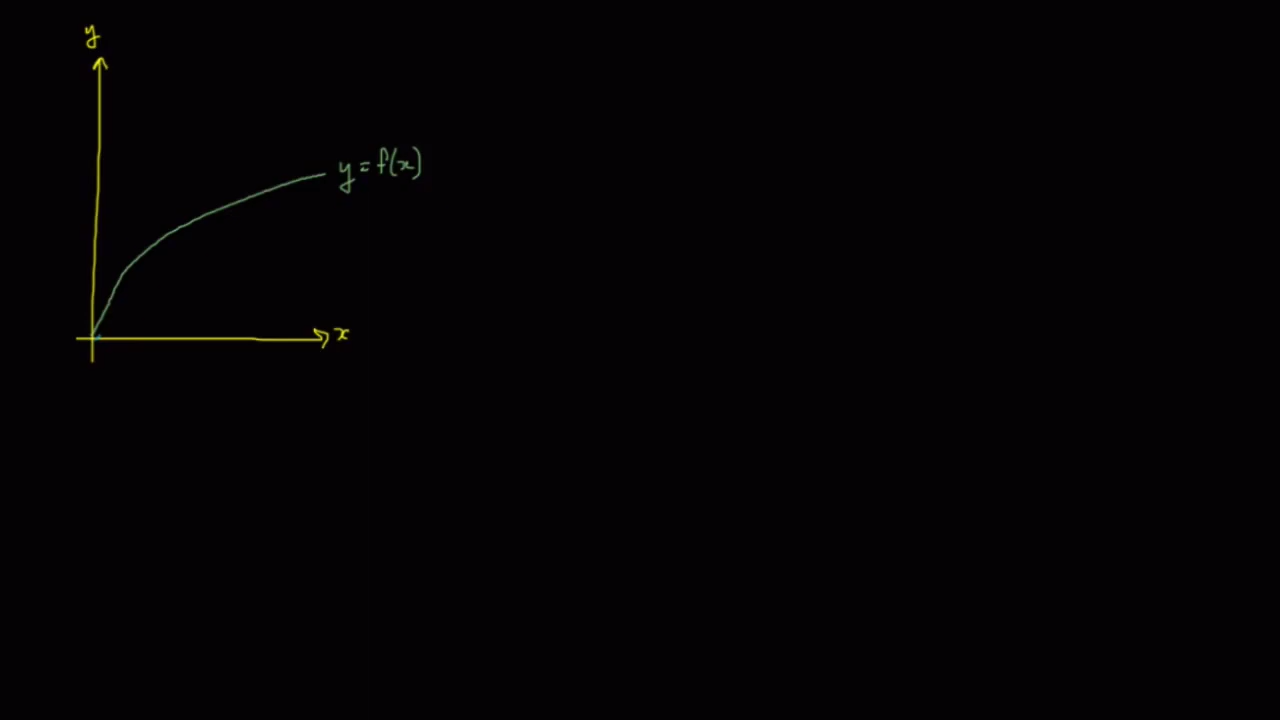 y
y = f(x)
x